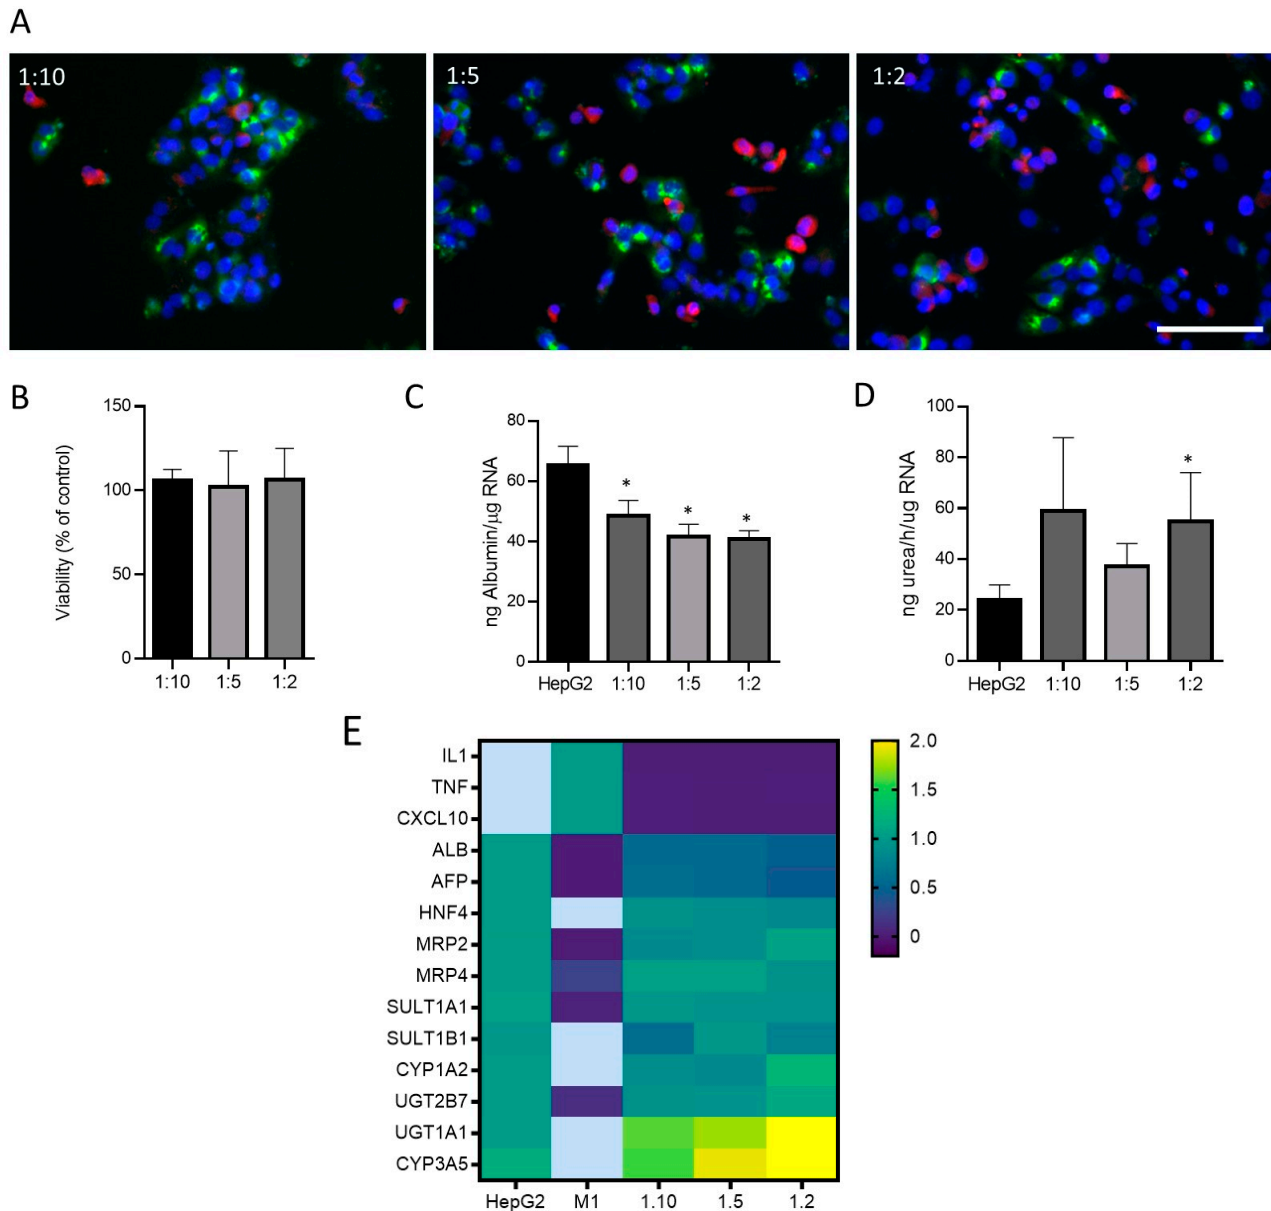 A
1:10
1:5
1:2
B
Viability (% of control)
150
100
50
0
1:10 1:5 1:2
C
ng Albumin/µg RNA
80
60
40
20
0
* * *
HepG2 1:10 1:5 1:2
D
ng urea/h/ug RNA
100
80
60
40
20
0
*
HepG2 1:10 1:5 1:2
E
IL1
TNF
CXCL10
ALB
AFP
HNF4
MRP2
MRP4
SULT1A1
SULT1B1
CYP1A2
UGT2B7
UGT1A1
CYP3A5
HepG2 M1 1.10 1.5 1.2
2.0
1.5
1.0
0.5
0